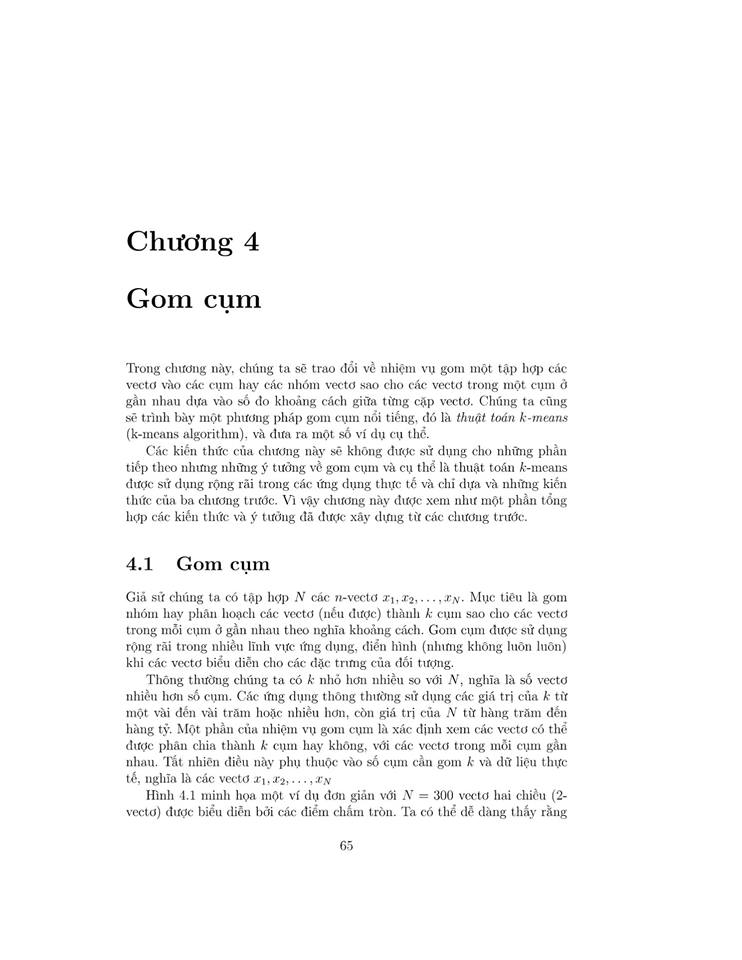 Chương 4
Gom cụm
Trong chương này, chúng ta sẽ trao đổi về nhiệm vụ gom một tập hợp các
vectơ vào các cụm hay các nhóm vectơ sao cho các vectơ trong một cụm ở
gần nhau dựa vào số đo khoảng cách giữa từng cặp vectơ. Chúng ta cũng
sẽ trình bày một phương pháp gom cụm nổi tiếng, đó là thuật toán k-means
(k-means algorithm), và đưa ra một số ví dụ cụ thể.
Các kiến thức của chương này sẽ không được sử dụng cho những phần
tiếp theo nhưng những ý tưởng về gom cụm và cụ thể là thuật toán k-means
được sử dụng rộng rãi trong các ứng dụng thực tế và chỉ dựa và những kiến
thức của ba chương trước. Vì vậy chương này được xem như một phần tổng
hợp các kiến thức và ý tưởng đã được xây dựng từ các chương trước.
4.1 Gom cụm
Giả sử chúng ta có tập hợp N các n-vectơ x₁, x₂, . . . , x_N. Mục tiêu là gom
nhóm hay phân hoạch các vectơ (nếu được) thành k cụm sao cho các vectơ
trong mỗi cụm ở gần nhau theo nghĩa khoảng cách. Gom cụm được sử dụng
rộng rãi trong nhiều lĩnh vực ứng dụng, điển hình (nhưng không luôn luôn)
khi các vectơ biểu diễn cho các đặc trưng của đối tượng.
Thông thường chúng ta có k nhỏ hơn nhiều so với N, nghĩa là số vectơ
nhiều hơn số cụm. Các ứng dụng thông thường sử dụng các giá trị của k từ
một vài đến vài trăm hoặc nhiều hơn, còn giá trị của N từ hàng trăm đến
hàng tỷ. Một phần của nhiệm vụ gom cụm là xác định xem các vectơ có thể
được phân chia thành k cụm hay không, với các vectơ trong mỗi cụm gần
nhau. Tất nhiên điều này phụ thuộc vào số cụm cần gom k và dữ liệu thực
tế, nghĩa là các vectơ x₁, x₂, . . . , x_N
Hình 4.1 minh họa một ví dụ đơn giản với N = 300 vectơ hai chiều (2-
vectơ) được biểu diễn bởi các điểm chấm tròn. Ta có thể dễ dàng thấy rằng
65